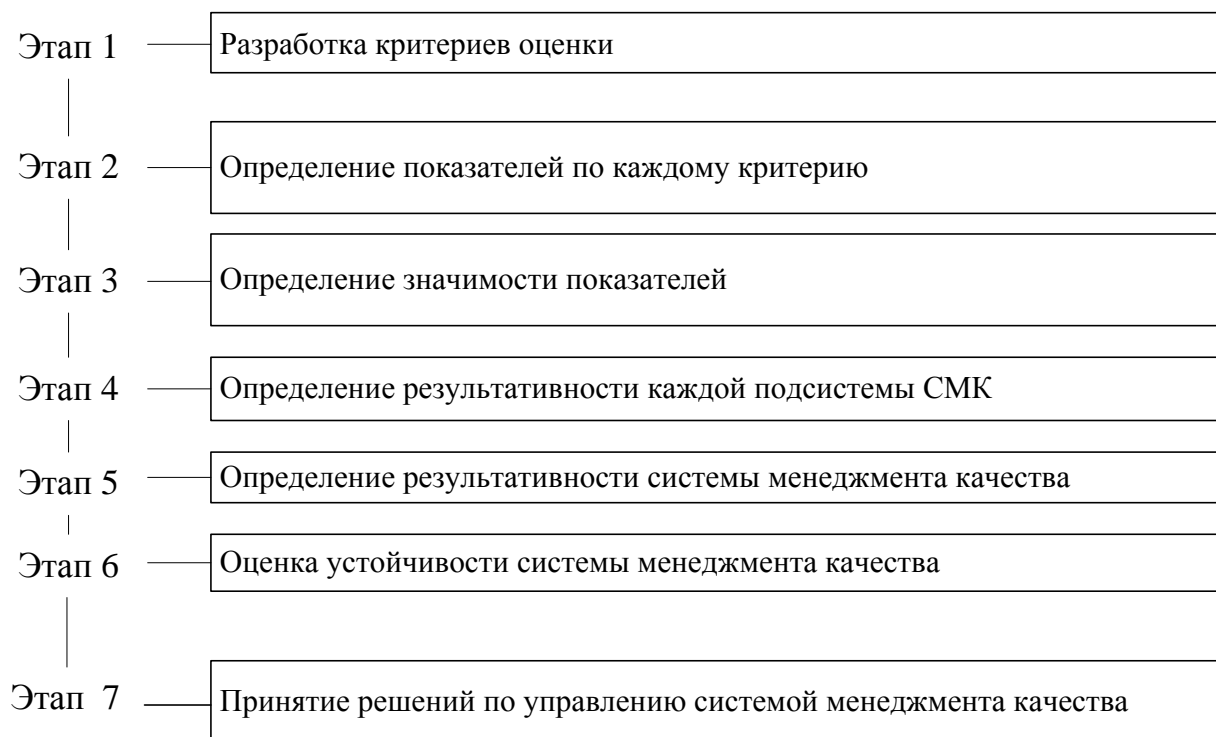 Этап 1 Разработка критериев оценки
Этап 2 Определение показателей по каждому критерию
Этап 3 Определение значимости показателей
Этап 4 Определение результативности каждой подсистемы СМК
Этап 5 Определение результативности системы менеджмента качества
Этап 6 Оценка устойчивости системы менеджмента качества
Этап 7 Принятие решений по управлению системой менеджмента качества